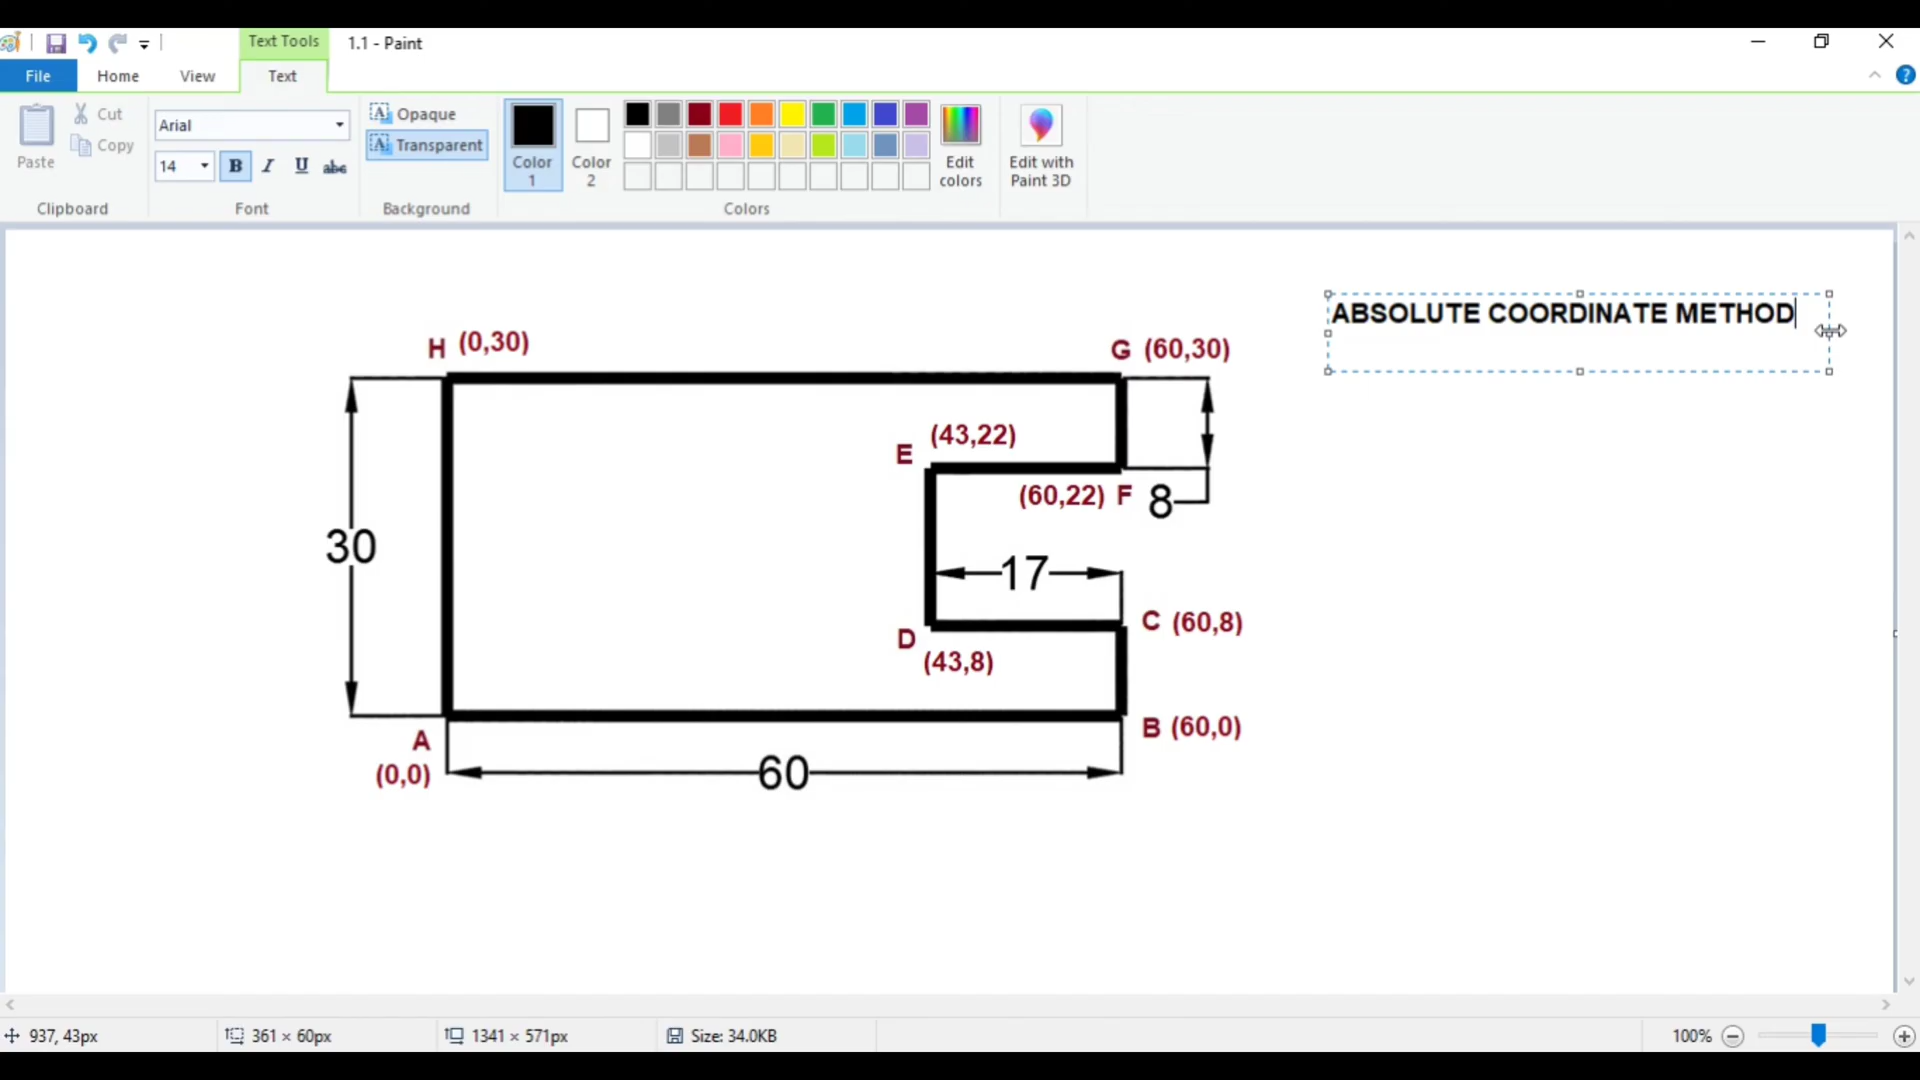 Text Tools
1.1 - Paint
File
Home
View
Text
Paste
Cut
Copy
Clipboard
Arial
14
B
I
U
abc
Font
A Opaque
A Transparent
Background
Color
1
Color
2
Edit
colors
Colors
Edit with
Paint 3D
?
ABSOLUTE COORDINATE METHOD
H (0,30)
G (60,30)
(43,22)
E
(60,22) F
8
30
17
C (60,8)
D
(43,8)
A
B (60,0)
(0,0)
60
937, 43px
361 × 60px
1341 × 571px
Size: 34.0KB
100%